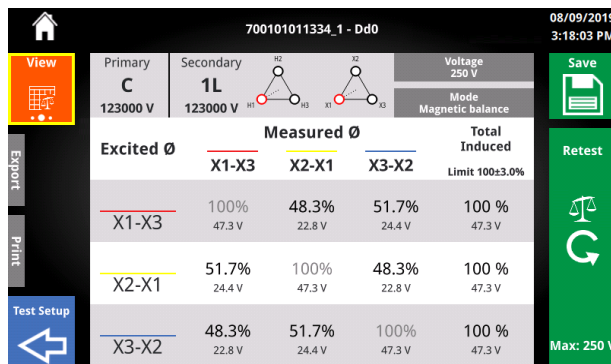 700101011334_1 - Dd0
08/09/2019
3:18:03 PM
View
Primary
C
123000 V
Secondary
1L
123000 V
H2
H1
H3
X2
X1
X3
Voltage
250 V
Mode
Magnetic balance
Save
Export
Print
Test Setup
Retest
Max: 250 V
Excited Ø
Measured Ø
Total
Induced
X1-X3 X2-X1 X3-X2
Limit 100±3.0%
X1-X3 100% 48.3% 51.7% 100 %
47.3 V 22.8 V 24.4 V 47.3 V
X2-X1 51.7% 100% 48.3% 100 %
24.4 V 47.3 V 22.8 V 47.3 V
X3-X2 48.3% 51.7% 100% 100 %
22.8 V 24.4 V 47.3 V 47.3 V